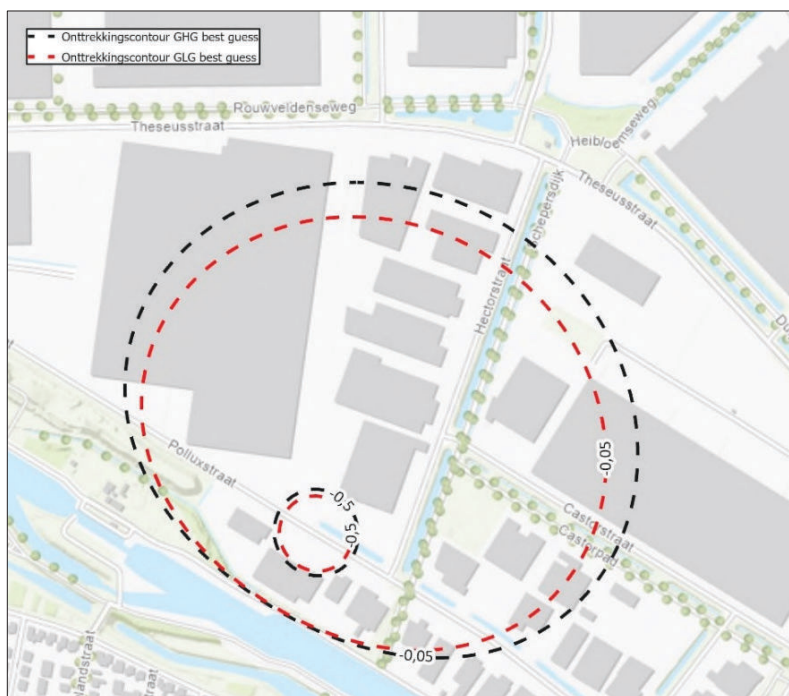 Onttrekkingscontour GHG best guess
Onttrekkingscontour GLG best guess
Rouwveldenseweg
Theseusstraat
Heibloemseweg
Theseusstraat
Schepersdijk
Hectorstraat
Polluxstraat
-0,5
-0,5
-0,05
Castorstraat
Castorpad
-0,05